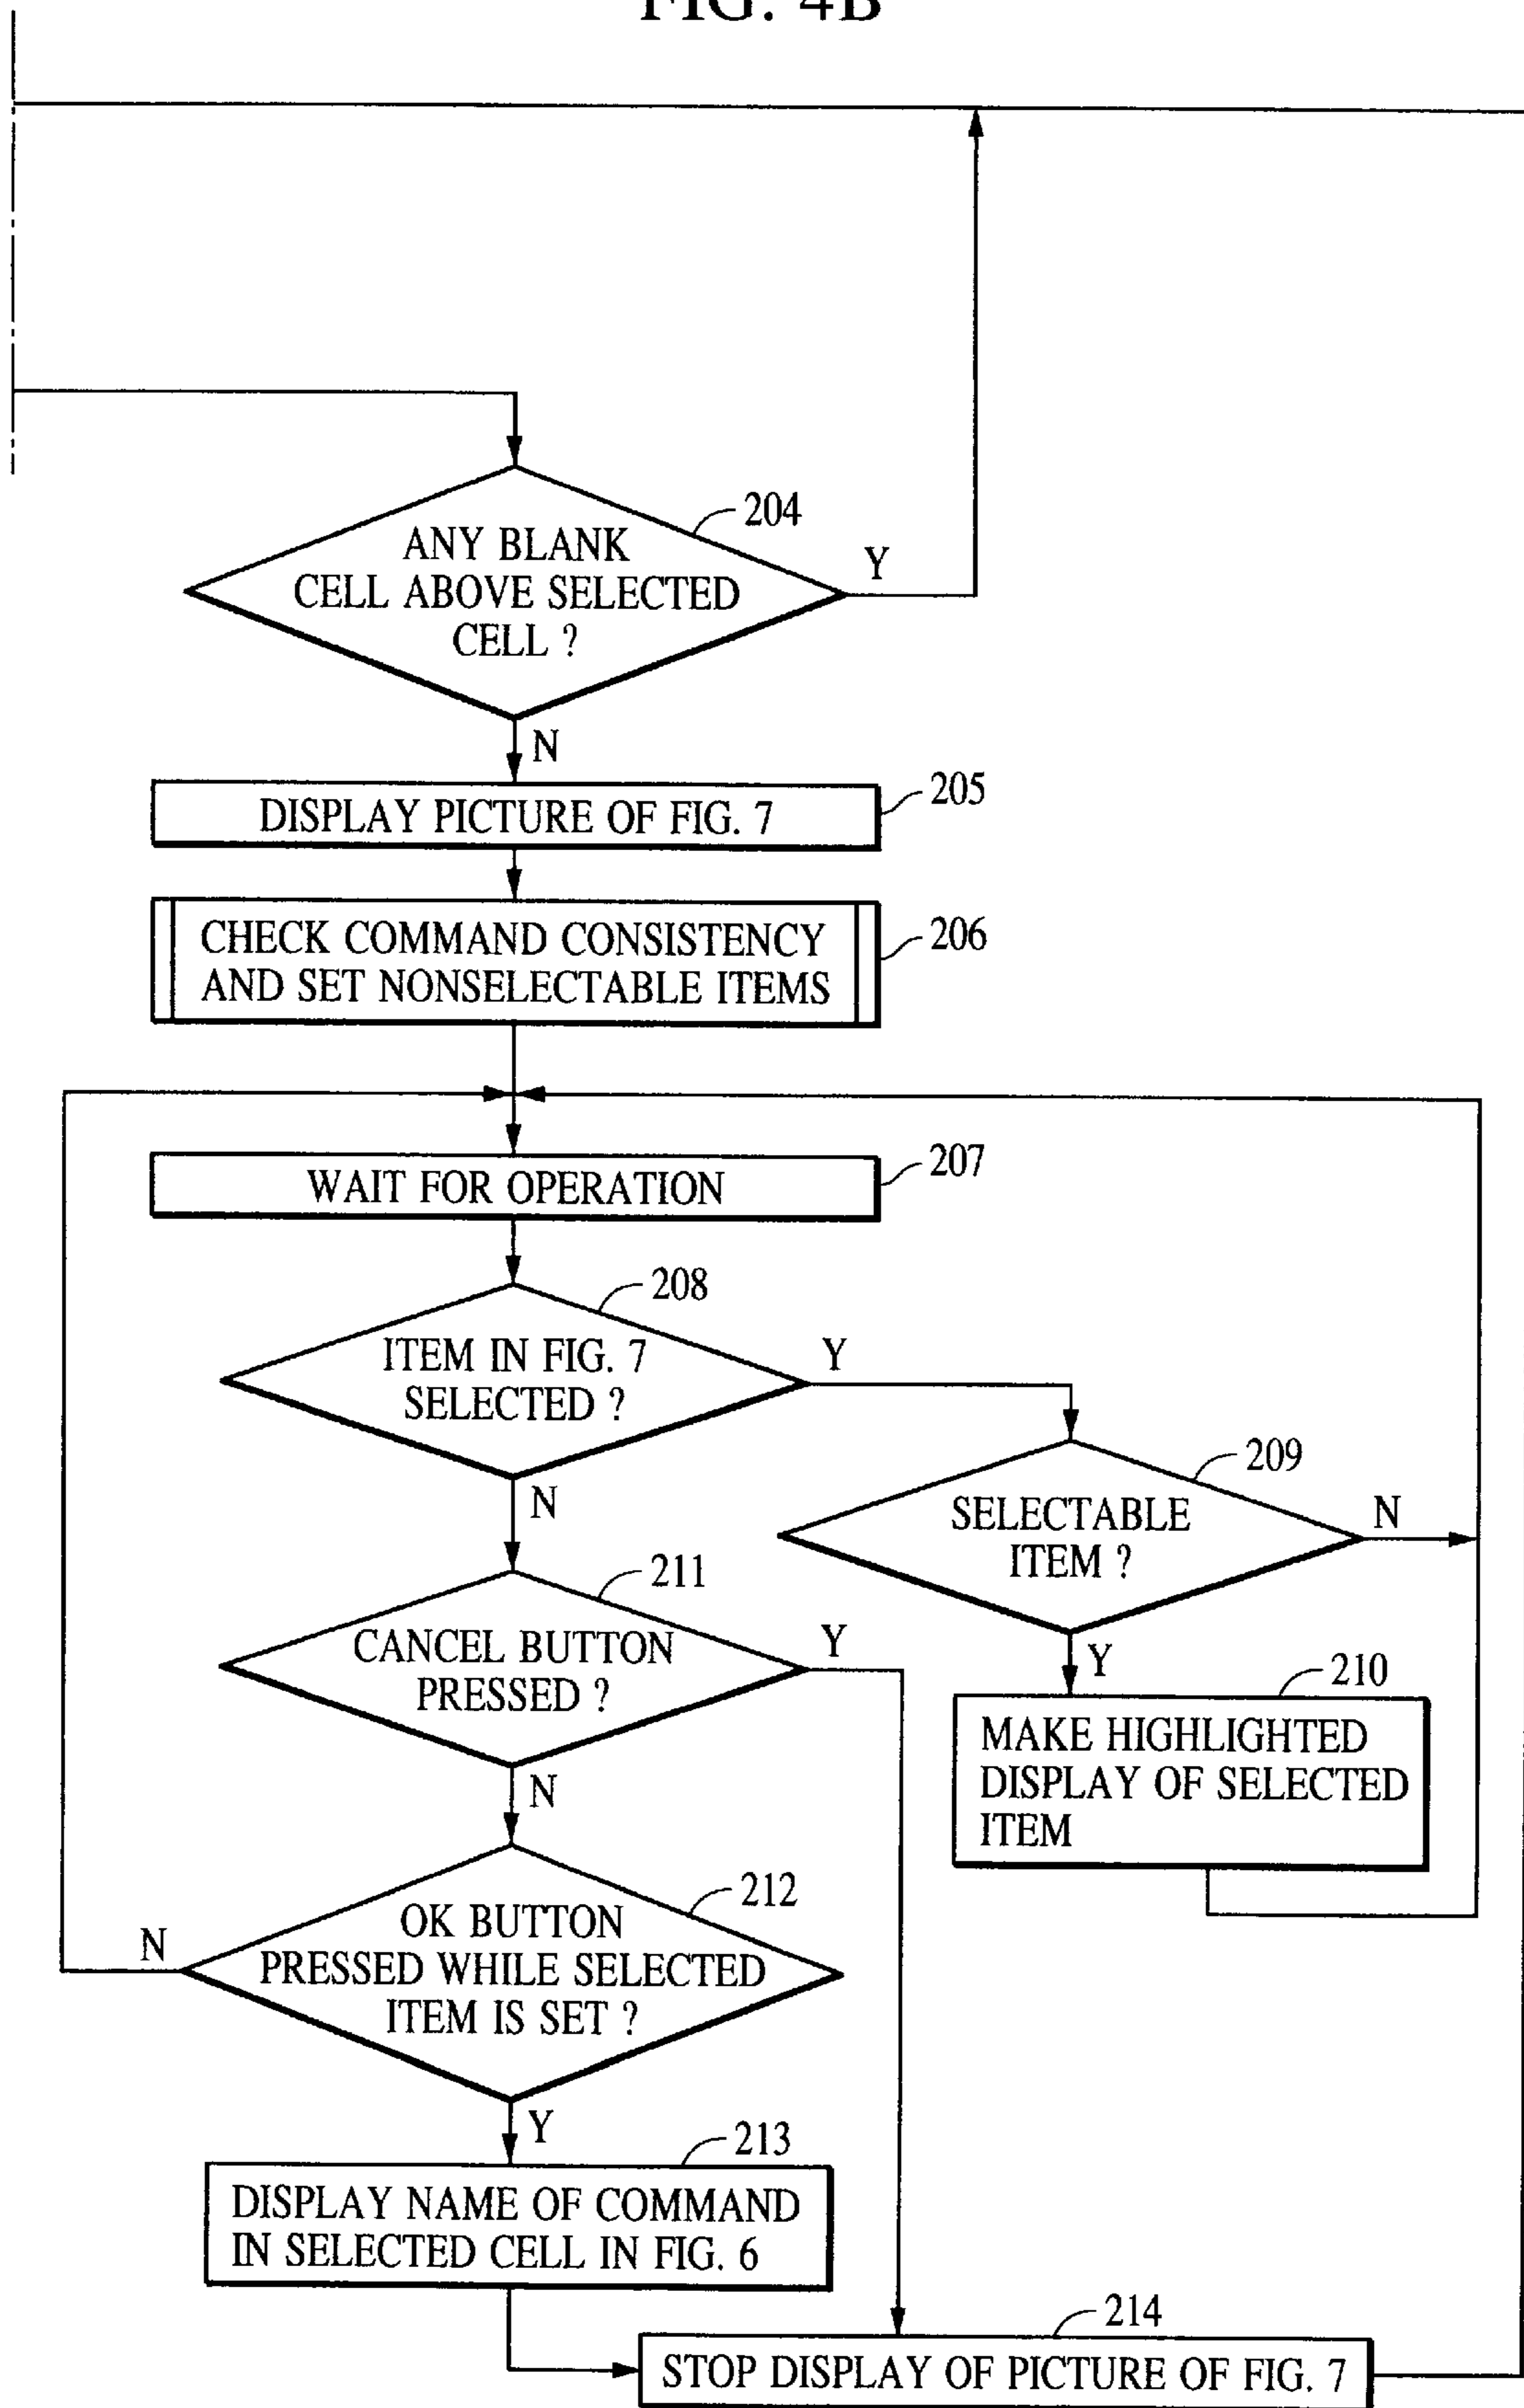 FIG. 4B
204
ANY BLANK
CELL ABOVE SELECTED
CELL ?
Y
N
205
DISPLAY PICTURE OF FIG. 7
206
CHECK COMMAND CONSISTENCY
AND SET NONSELECTABLE ITEMS
207
WAIT FOR OPERATION
208
ITEM IN FIG. 7
SELECTED ?
Y
N
209
SELECTABLE
ITEM ?
N
Y
211
CANCEL BUTTON
PRESSED ?
Y
N
210
MAKE HIGHLIGHTED
DISPLAY OF SELECTED
ITEM
212
OK BUTTON
PRESSED WHILE SELECTED
ITEM IS SET ?
N
Y
213
DISPLAY NAME OF COMMAND
IN SELECTED CELL IN FIG. 6
214
STOP DISPLAY OF PICTURE OF FIG. 7